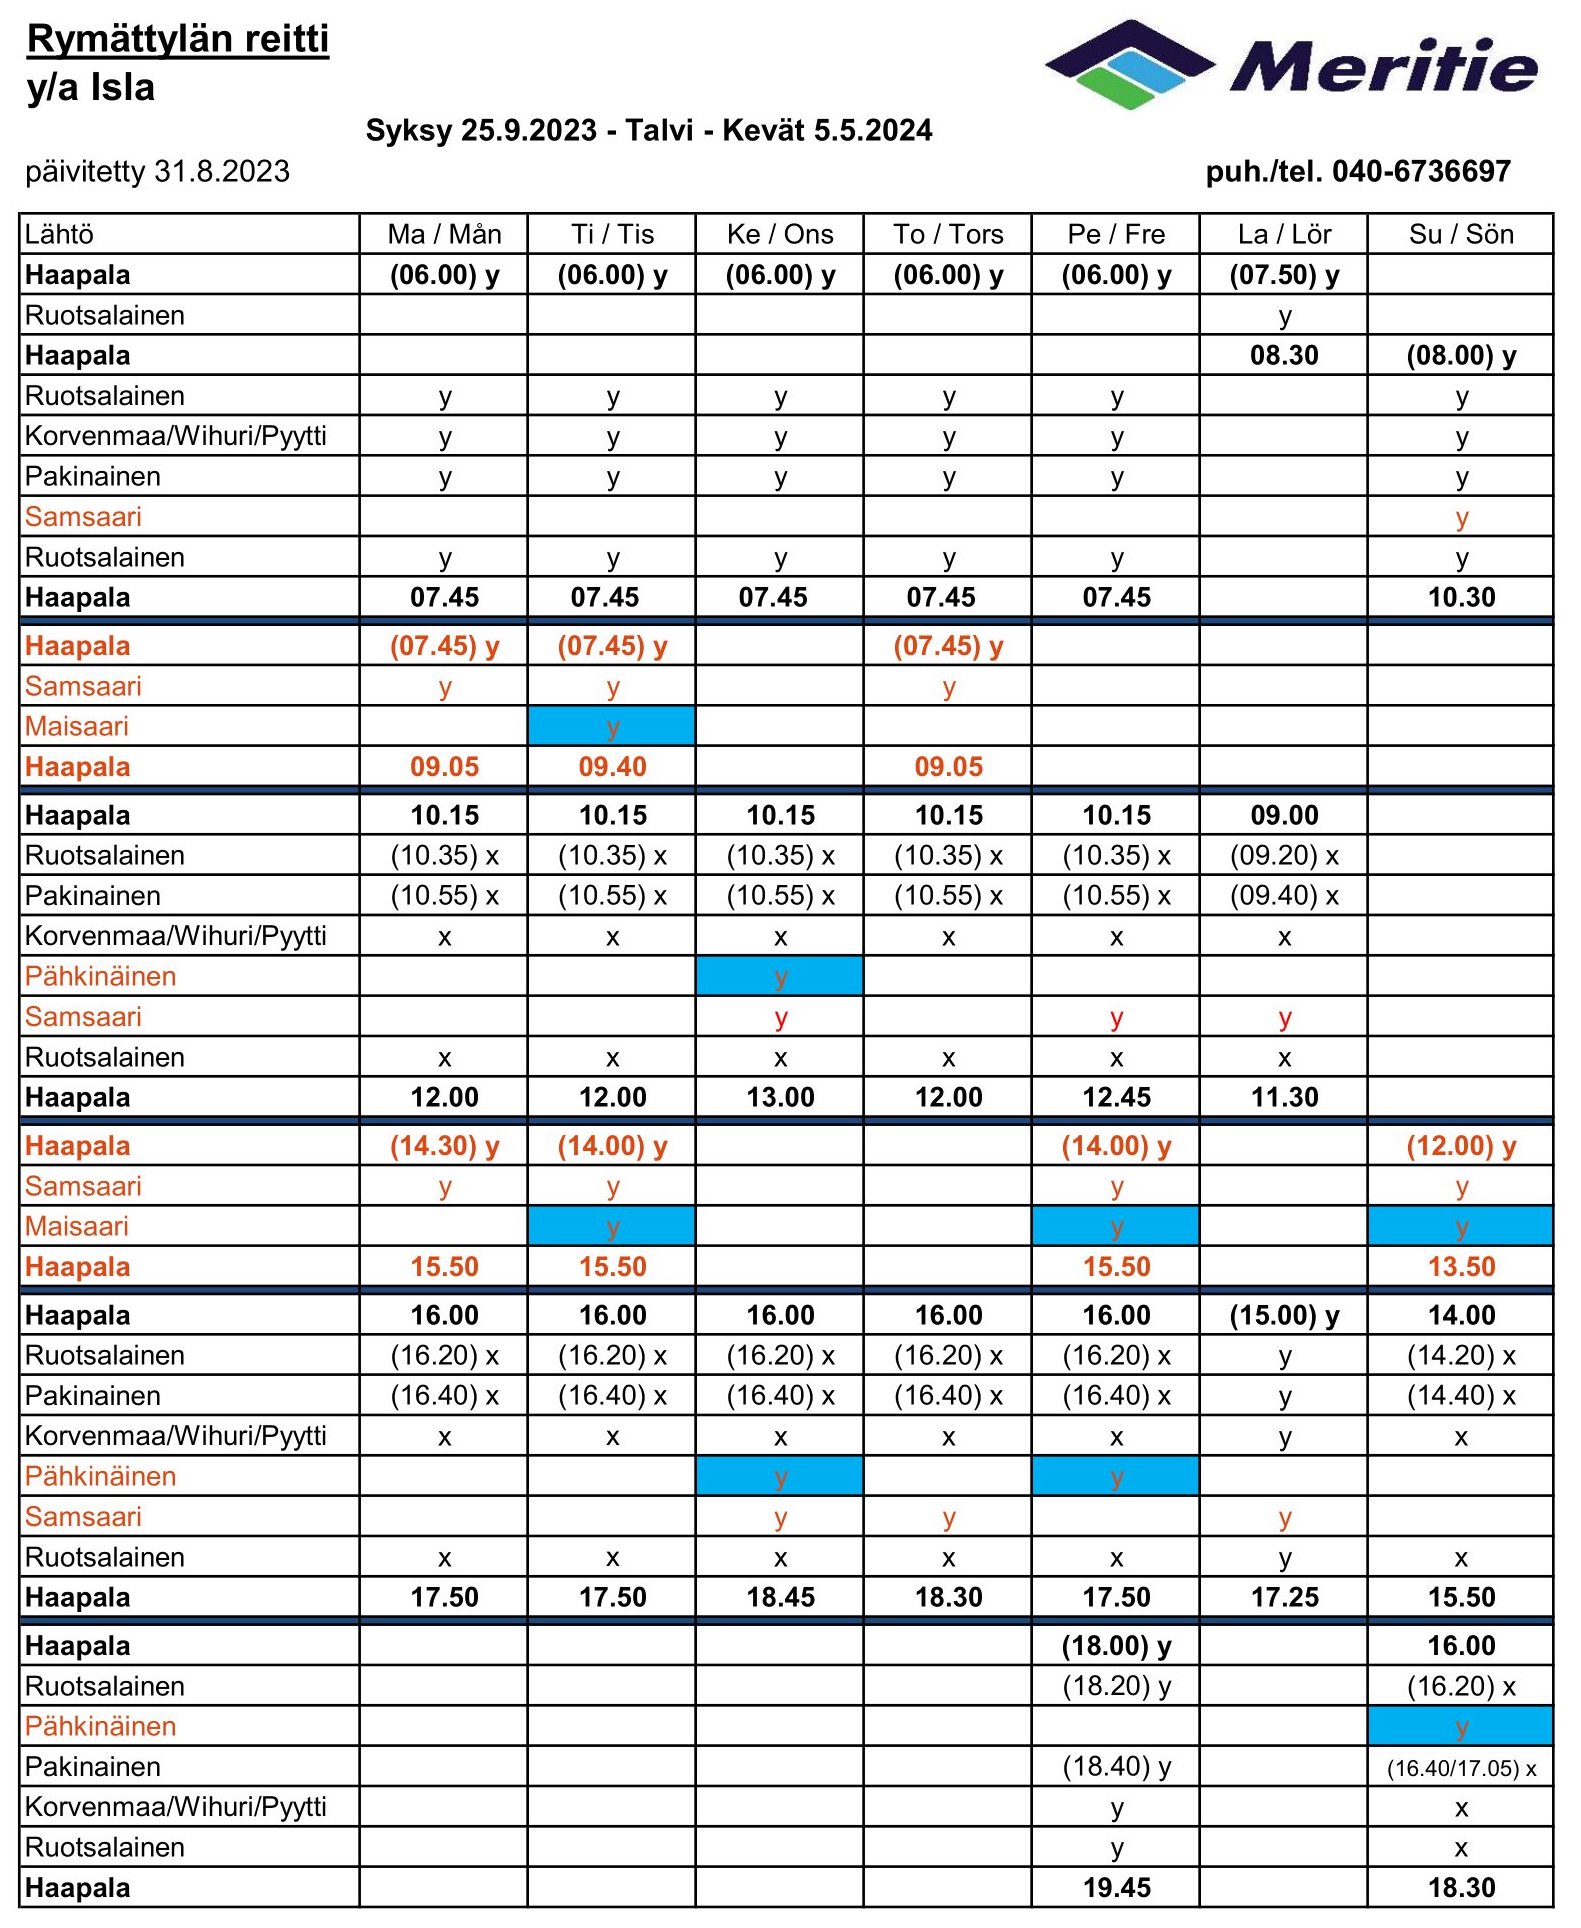 Rymättylän reitti
y/a Isla
Meritie
Syksy 25.9.2023 - Talvi - Kevät 5.5.2024
päivitetty 31.8.2023 puh./tel. 040-6736697
Lähtö Ma / Mån Ti / Tis Ke / Ons To / Tors Pe / Fre La / Lör Su / Sön
Haapala (06.00) y (06.00) y (06.00) y (06.00) y (06.00) y (07.50) y
Ruotsalainen y
Haapala 08.30 (08.00) y
Ruotsalainen y y y y y y
Korvenmaa/Wihuri/Pyytti y y y y y y
Pakinainen y y y y y y
Samsaari y
Ruotsalainen y y y y y y
Haapala 07.45 07.45 07.45 07.45 07.45 10.30
Haapala (07.45) y (07.45) y (07.45) y
Samsaari y y y
Maisaari y
Haapala 09.05 09.40 09.05
Haapala 10.15 10.15 10.15 10.15 10.15 09.00
Ruotsalainen (10.35) x (10.35) x (10.35) x (10.35) x (10.35) x (09.20) x
Pakinainen (10.55) x (10.55) x (10.55) x (10.55) x (10.55) x (09.40) x
Korvenmaa/Wihuri/Pyytti x x x x x x
Pähkinäinen y
Samsaari y y y
Ruotsalainen x x x x x x
Haapala 12.00 12.00 13.00 12.00 12.45 11.30
Haapala (14.30) y (14.00) y (14.00) y (12.00) y
Samsaari y y y y
Maisaari y y y
Haapala 15.50 15.50 15.50 13.50
Haapala 16.00 16.00 16.00 16.00 16.00 (15.00) y 14.00
Ruotsalainen (16.20) x (16.20) x (16.20) x (16.20) x (16.20) x y (14.20) x
Pakinainen (16.40) x (16.40) x (16.40) x (16.40) x (16.40) x y (14.40) x
Korvenmaa/Wihuri/Pyytti x x x x x y x
Pähkinäinen y y
Samsaari y y y
Ruotsalainen x x x x x y x
Haapala 17.50 17.50 18.45 18.30 17.50 17.25 15.50
Haapala (18.00) y 16.00
Ruotsalainen (18.20) y (16.20) x
Pähkinäinen y
Pakinainen (18.40) y (16.40/17.05) x
Korvenmaa/Wihuri/Pyytti y x
Ruotsalainen y x
Haapala 19.45 18.30